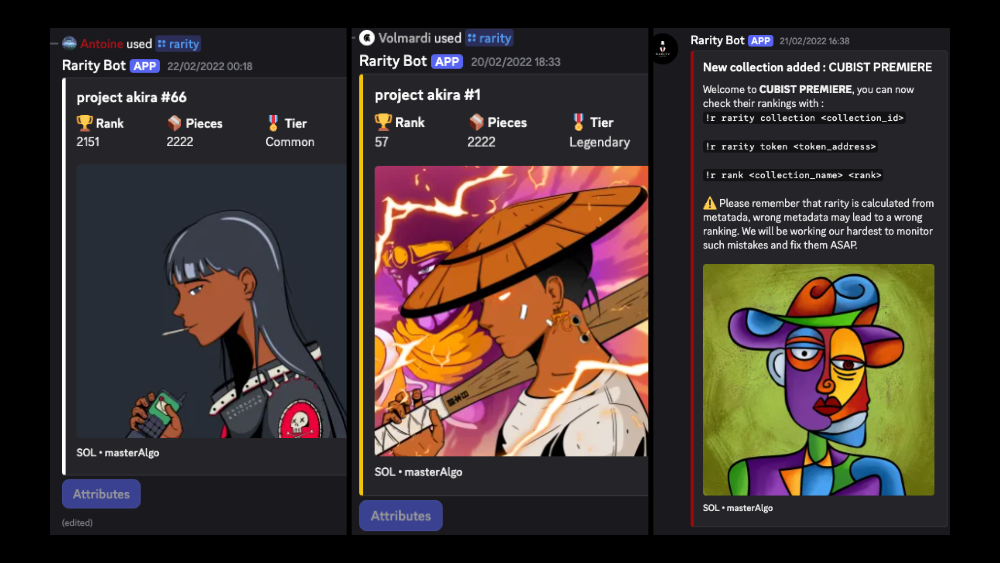 Antoine used rarity
Rarity Bot APP 22/02/2022 00:18
project akira #66
Rank Pieces Tier
2151 2222 Common
SOL • masterAlgo
Attributes
(edited)
Volmardi used rarity
Rarity Bot APP 20/02/2022 18:33
project akira #1
Rank Pieces Tier
57 2222 Legendary
SOL • masterAlgo
Attributes
Rarity Bot APP 21/02/2022 16:38
New collection added : CUBIST PREMIERE
Welcome to CUBIST PREMIERE, you can now
check their rankings with :
!r rarity collection <collection_id>
!r rarity token <token_address>
!r rank <collection_name> <rank>
Please remember that rarity is calculated from
metatada, wrong metadata may lead to a wrong
ranking. We will be working our hardest to monitor
such mistakes and fix them ASAP.
SOL • masterAlgo